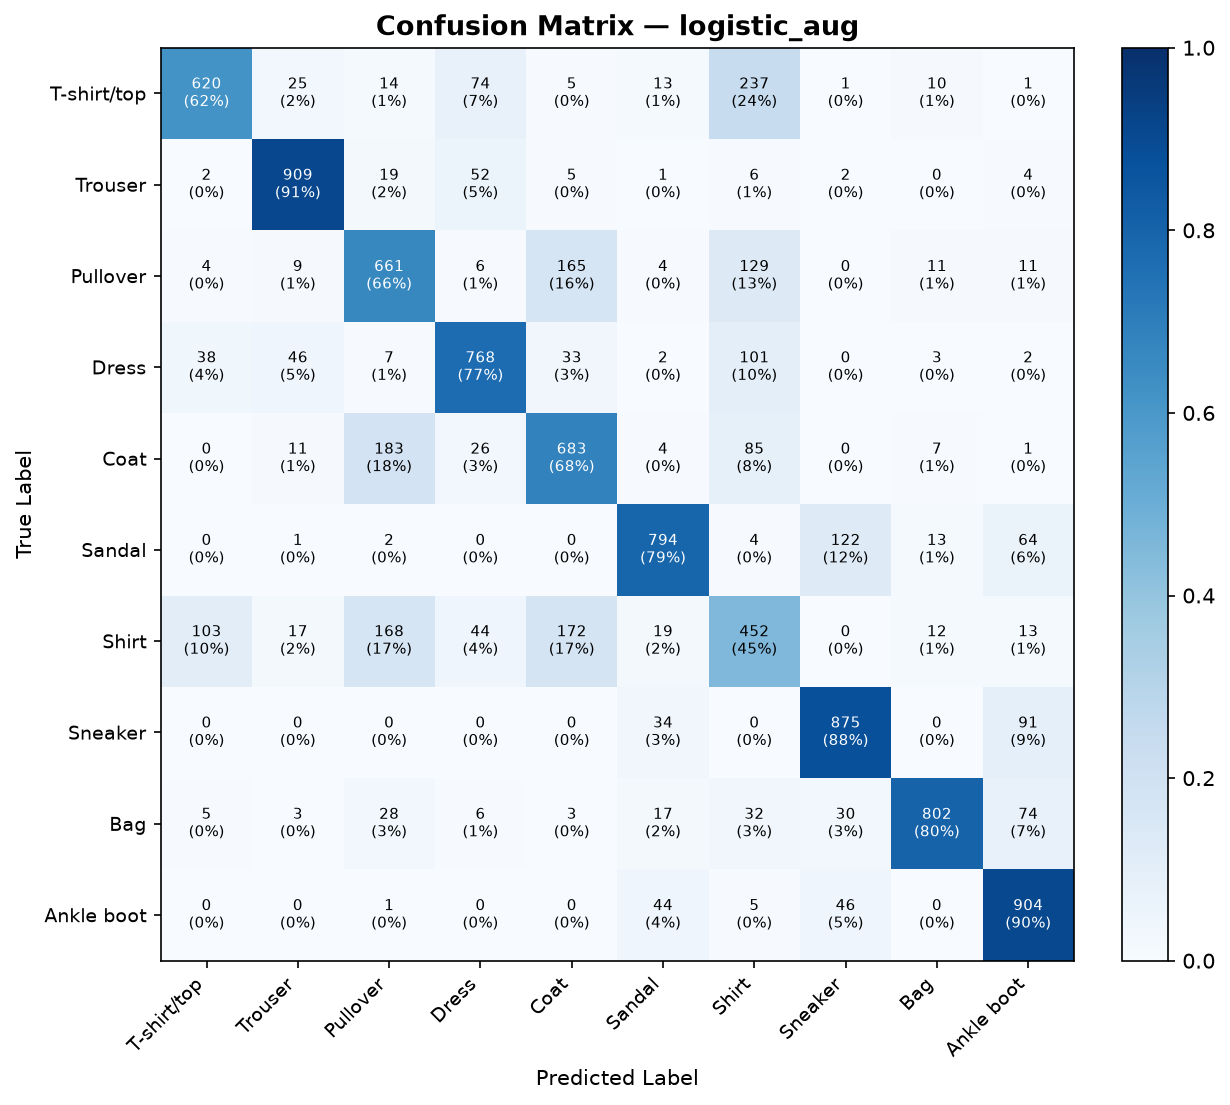 Confusion Matrix — logistic_aug
True Label
T-shirt/top 620 25 14 74 5 13 237 1 10 1
(62%) (2%) (1%) (7%) (0%) (1%) (24%) (0%) (1%) (0%)
Trouser 2 909 19 52 5 1 6 2 0 4
(0%) (91%) (2%) (5%) (0%) (0%) (1%) (0%) (0%) (0%)
Pullover 4 9 661 6 165 4 129 0 11 11
(0%) (1%) (66%) (1%) (16%) (0%) (13%) (0%) (1%) (1%)
Dress 38 46 7 768 33 2 101 0 3 2
(4%) (5%) (1%) (77%) (3%) (0%) (10%) (0%) (0%) (0%)
Coat 0 11 183 26 683 4 85 0 7 1
(0%) (1%) (18%) (3%) (68%) (0%) (8%) (0%) (1%) (0%)
Sandal 0 1 2 0 0 794 4 122 13 64
(0%) (0%) (0%) (0%) (0%) (79%) (0%) (12%) (1%) (6%)
Shirt 103 17 168 44 172 19 452 0 12 13
(10%) (2%) (17%) (4%) (17%) (2%) (45%) (0%) (1%) (1%)
Sneaker 0 0 0 0 0 34 0 875 0 91
(0%) (0%) (0%) (0%) (0%) (3%) (0%) (88%) (0%) (9%)
Bag 5 3 28 6 3 17 32 30 802 74
(0%) (0%) (3%) (1%) (0%) (2%) (3%) (3%) (80%) (7%)
Ankle boot 0 0 1 0 0 44 5 46 0 904
(0%) (0%) (0%) (0%) (0%) (4%) (0%) (5%) (0%) (90%)
T-shirt/top Trouser Pullover Dress Coat Sandal Shirt Sneaker Bag Ankle boot
Predicted Label
1.0
0.8
0.6
0.4
0.2
0.0